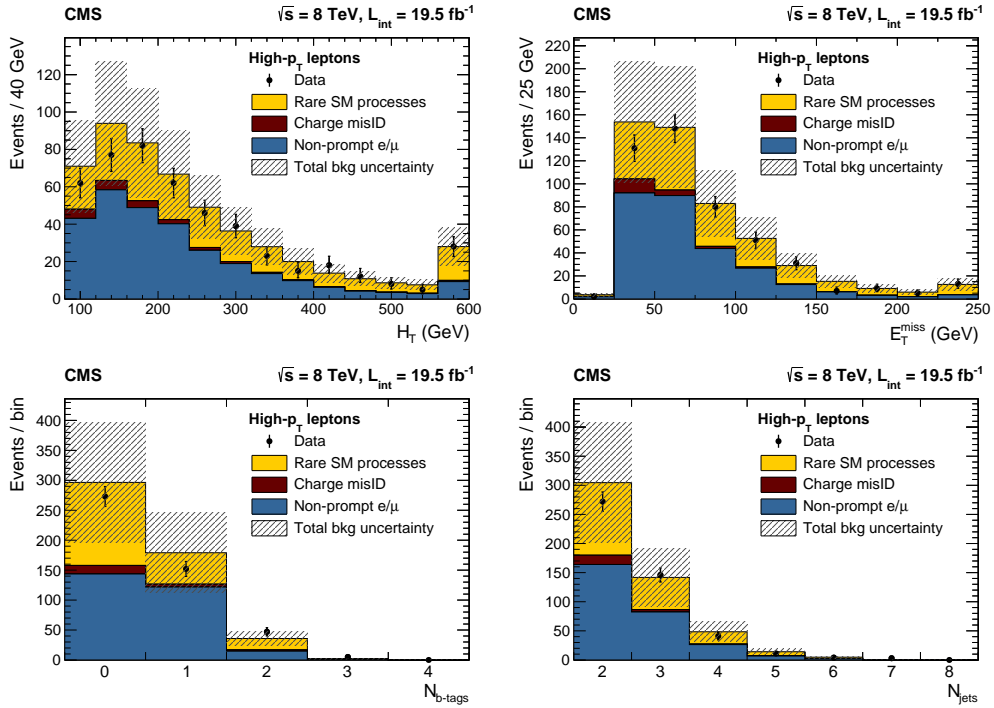 CMS √s = 8 TeV, L_int = 19.5 fb⁻¹
Events / 40 GeV
120
100
80
60
40
20
0
High-p_T leptons
Data
Rare SM processes
Charge misID
Non-prompt e/μ
Total bkg uncertainty
100 200 300 400 500 600
H_T (GeV)
CMS √s = 8 TeV, L_int = 19.5 fb⁻¹
Events / 25 GeV
220
200
180
160
140
120
100
80
60
40
20
0
High-p_T leptons
Data
Rare SM processes
Charge misID
Non-prompt e/μ
Total bkg uncertainty
0 50 100 150 200 250
E_T^miss (GeV)
CMS √s = 8 TeV, L_int = 19.5 fb⁻¹
Events / bin
400
350
300
250
200
150
100
50
0
High-p_T leptons
Data
Rare SM processes
Charge misID
Non-prompt e/μ
Total bkg uncertainty
0 1 2 3 4
N_b-tags
CMS √s = 8 TeV, L_int = 19.5 fb⁻¹
Events / bin
400
350
300
250
200
150
100
50
0
High-p_T leptons
Data
Rare SM processes
Charge misID
Non-prompt e/μ
Total bkg uncertainty
2 3 4 5 6 7 8
N_jets